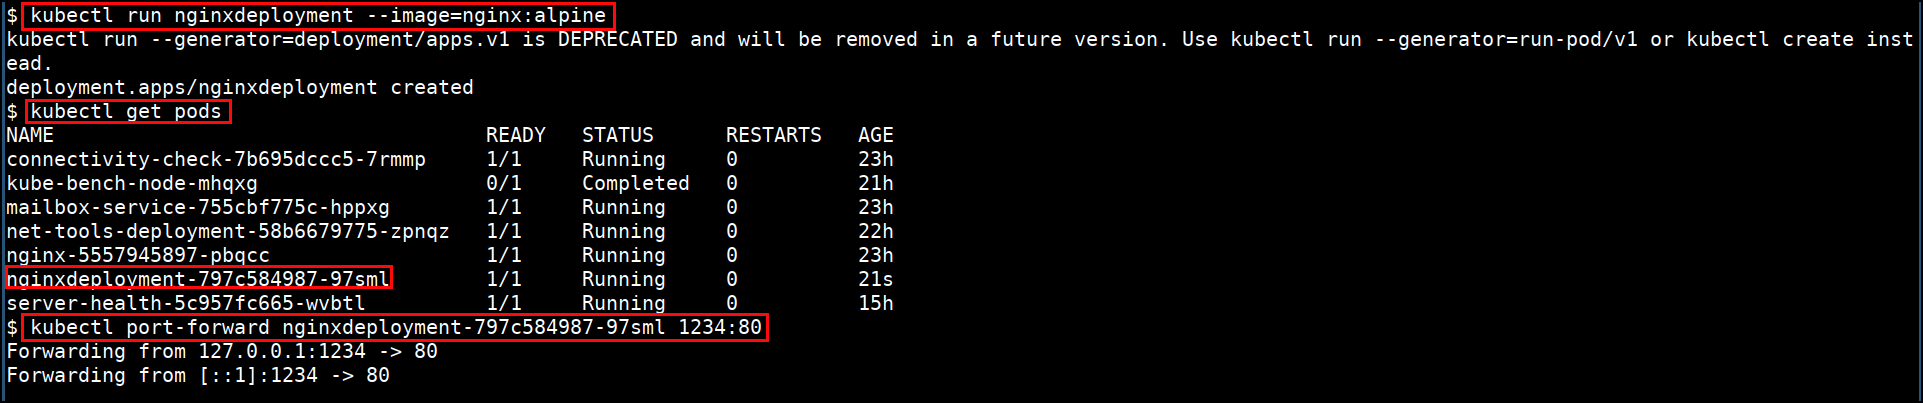 $ kubectl run nginxdeployment --image=nginx:alpine
kubectl run --generator=deployment/apps.v1 is DEPRECATED and will be removed in a future version. Use kubectl run --generator=run-pod/v1 or kubectl create inst
ead.
deployment.apps/nginxdeployment created
$ kubectl get pods
NAME READY STATUS RESTARTS AGE
connectivity-check-7b695dccc5-7rmmp 1/1 Running 0 23h
kube-bench-node-mhqxg 0/1 Completed 0 21h
mailbox-service-755cbf775c-hppxg 1/1 Running 0 23h
net-tools-deployment-58b6679775-zpnqz 1/1 Running 0 22h
nginx-5557945897-pbqcc 1/1 Running 0 23h
nginxdeployment-797c584987-97sml 1/1 Running 0 21s
server-health-5c957fc665-wvbtl 1/1 Running 0 15h
$ kubectl port-forward nginxdeployment-797c584987-97sml 1234:80
Forwarding from 127.0.0.1:1234 -> 80
Forwarding from [::1]:1234 -> 80